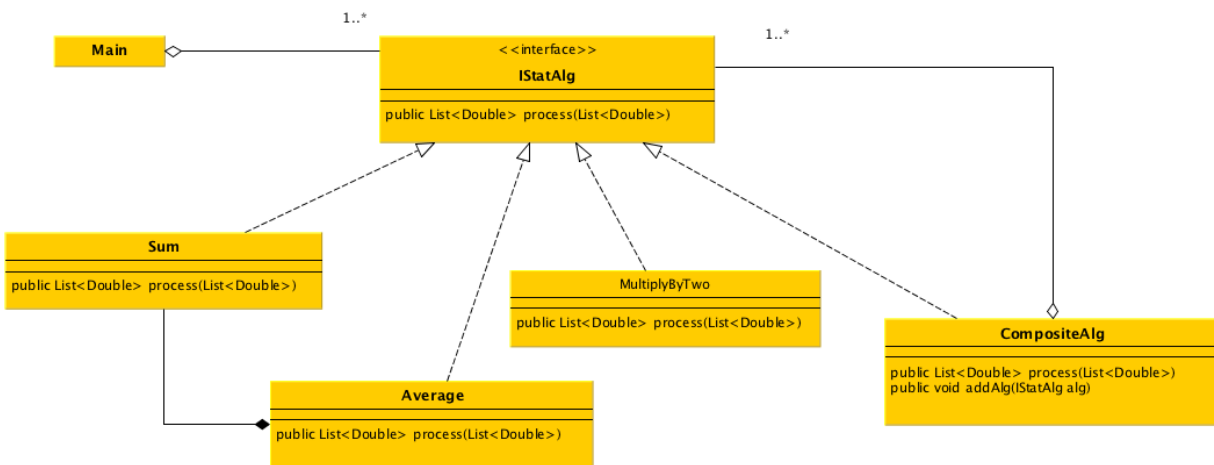 1..*
1..*
Main
<<interface>>
IStatAlg
public List<Double> process(List<Double>)
Sum
public List<Double> process(List<Double>)
MultiplyByTwo
public List<Double> process(List<Double>)
CompositeAlg
public List<Double> process(List<Double>)
public void addAlg(IStatAlg alg)
Average
public List<Double> process(List<Double>)